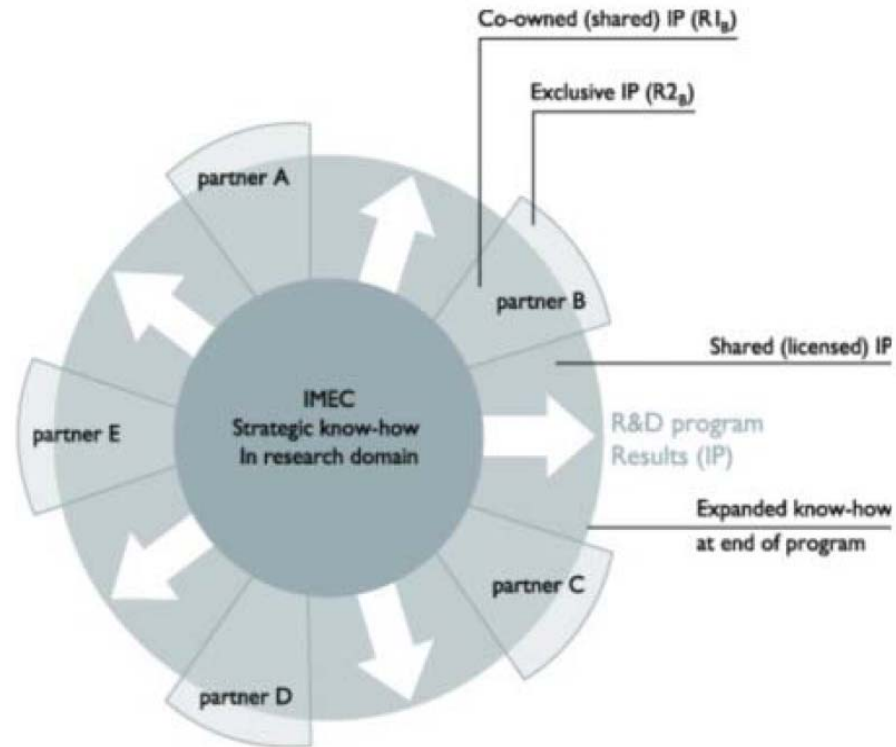 Co-owned (shared) IP (R1B)
Exclusive IP (R2B)
partner A
partner B
Shared (licensed) IP
IMEC
Strategic know-how
In research domain
partner E
R&D program
Results (IP)
Expanded know-how
at end of program
partner C
partner D